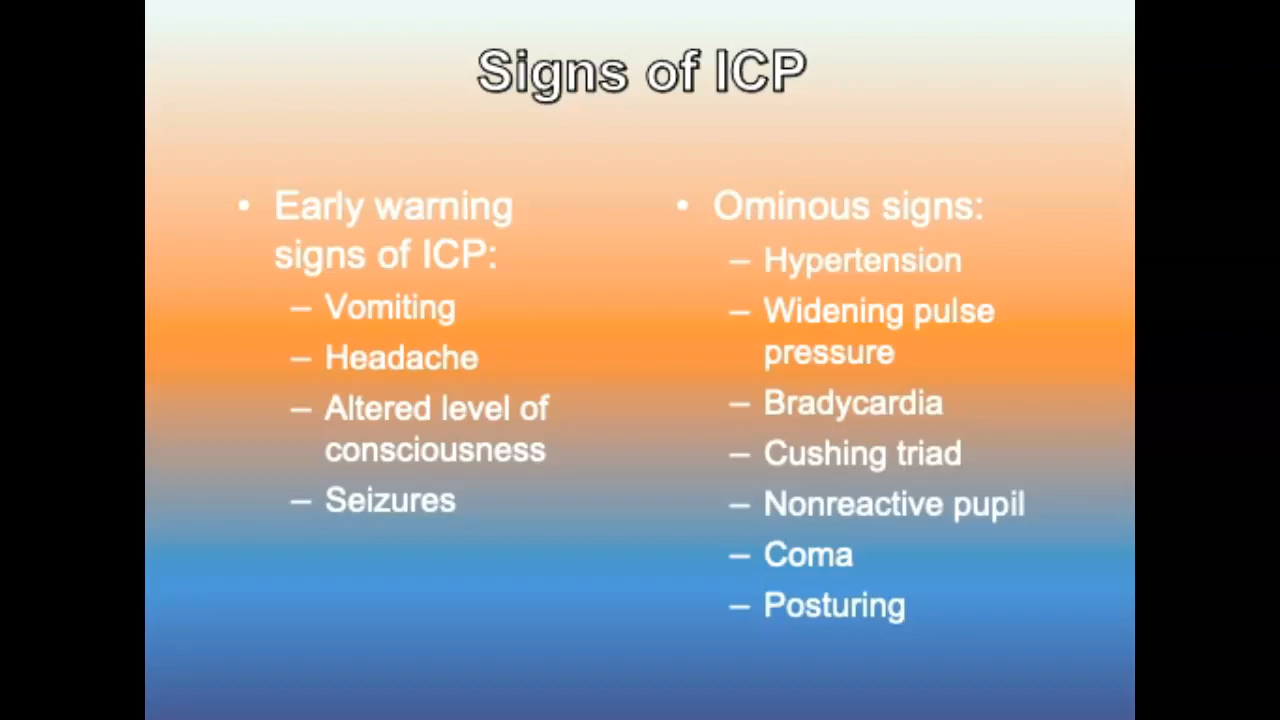 Signs of ICP
• Early warning
signs of ICP:
– Vomiting
– Headache
– Altered level of
consciousness
– Seizures
• Ominous signs:
– Hypertension
– Widening pulse
pressure
– Bradycardia
– Cushing triad
– Nonreactive pupil
– Coma
– Posturing